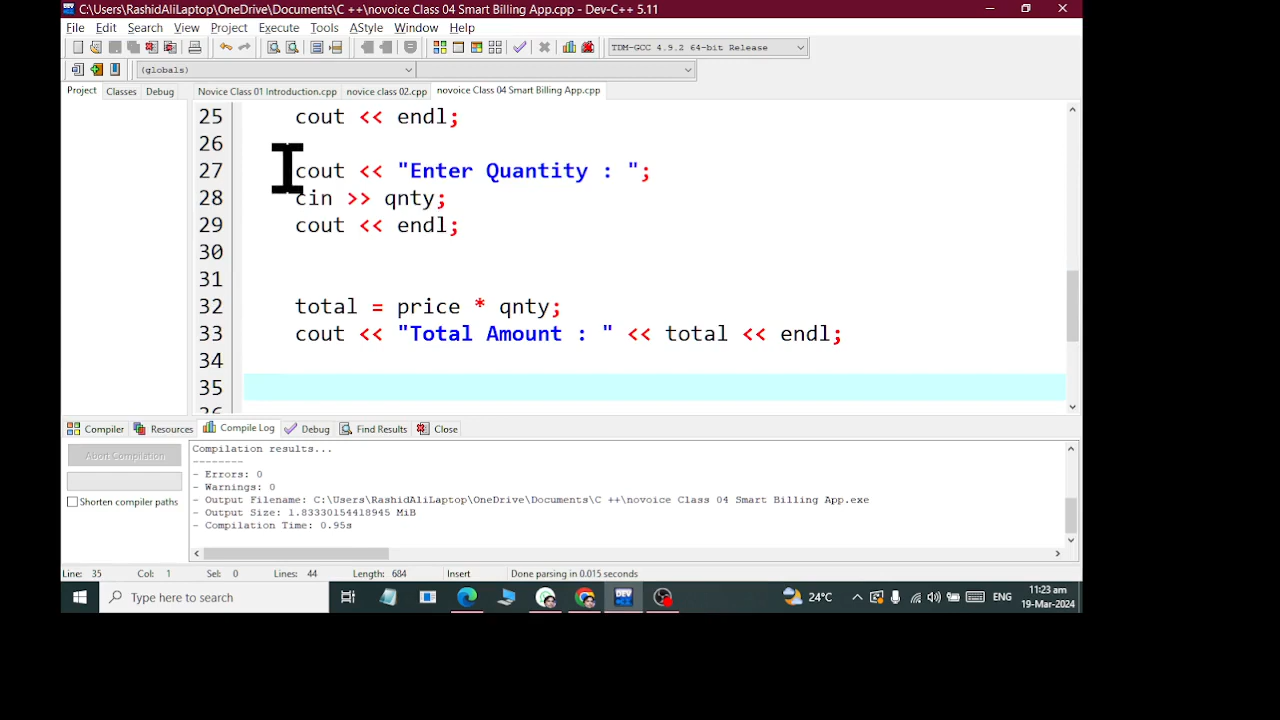 C:\Users\RashidAliLaptop\OneDrive\Documents\C ++\novoice Class 04 Smart Billing App.cpp - Dev-C++ 5.11
File Edit Search View Project Execute Tools AStyle Window Help
TDM-GCC 4.9.2 64-bit Release
(globals)
Project Classes Debug Novice Class 01 Introduction.cpp novice class 02.cpp novoice Class 04 Smart Billing App.cpp
25 cout << endl;
26
27 cout << "Enter Quantity : ";
28 cin >> qnty;
29 cout << endl;
30
31
32 total = price * qnty;
33 cout << "Total Amount : " << total << endl;
34
35
Compiler Resources Compile Log Debug Find Results Close
Abort Compilation
Shorten compiler paths
Compilation results...
--------
- Errors: 0
- Warnings: 0
- Output Filename: C:\Users\RashidAliLaptop\OneDrive\Documents\C ++\novoice Class 04 Smart Billing App.exe
- Output Size: 1.83330154418945 MiB
- Compilation Time: 0.95s
Line: 35 Col: 1 Sel: 0 Lines: 44 Length: 684 Insert Done parsing in 0.015 seconds
Type here to search
DEV
24°C
ENG
11:23 am
19-Mar-2024